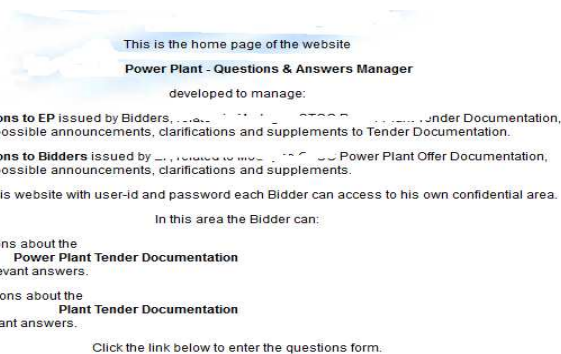 This is the home page of the website
Power Plant - Questions & Answers Manager
developed to manage:
ons to EP issued by Bidders, Tender Documentation,
ossible announcements, clarifications and supplements to Tender Documentation.
ons to Bidders issued by Power Plant Offer Documentation,
ossible announcements, clarifications and supplements.
is website with user-id and password each Bidder can access to his own confidential area.
In this area the Bidder can:
ns about the
Power Plant Tender Documentation
evant answers.
ons about the
Plant Tender Documentation
ant answers.
Click the link below to enter the questions form.